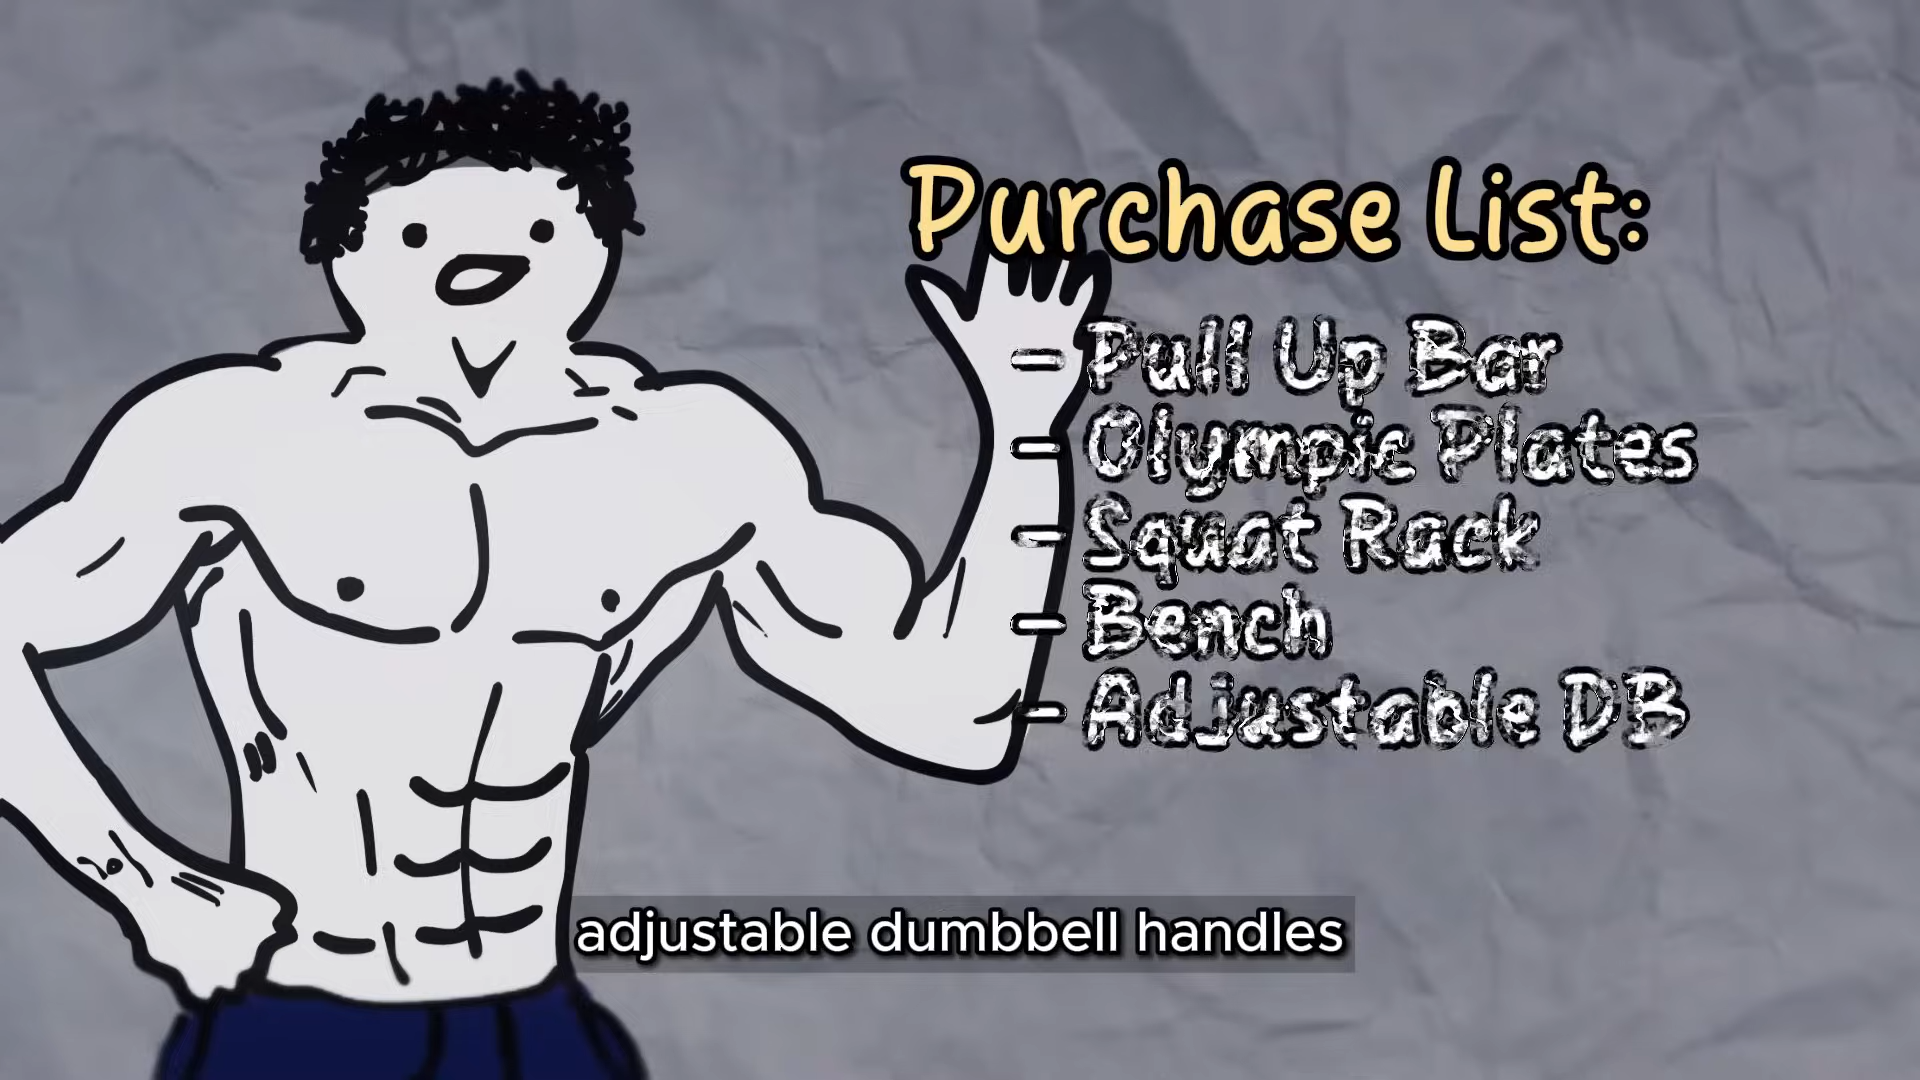 Purchase List:
- Pull Up Bar
- Olympic Plates
- Squat Rack
- Bench
- Adjustable DB
adjustable dumbbell handles